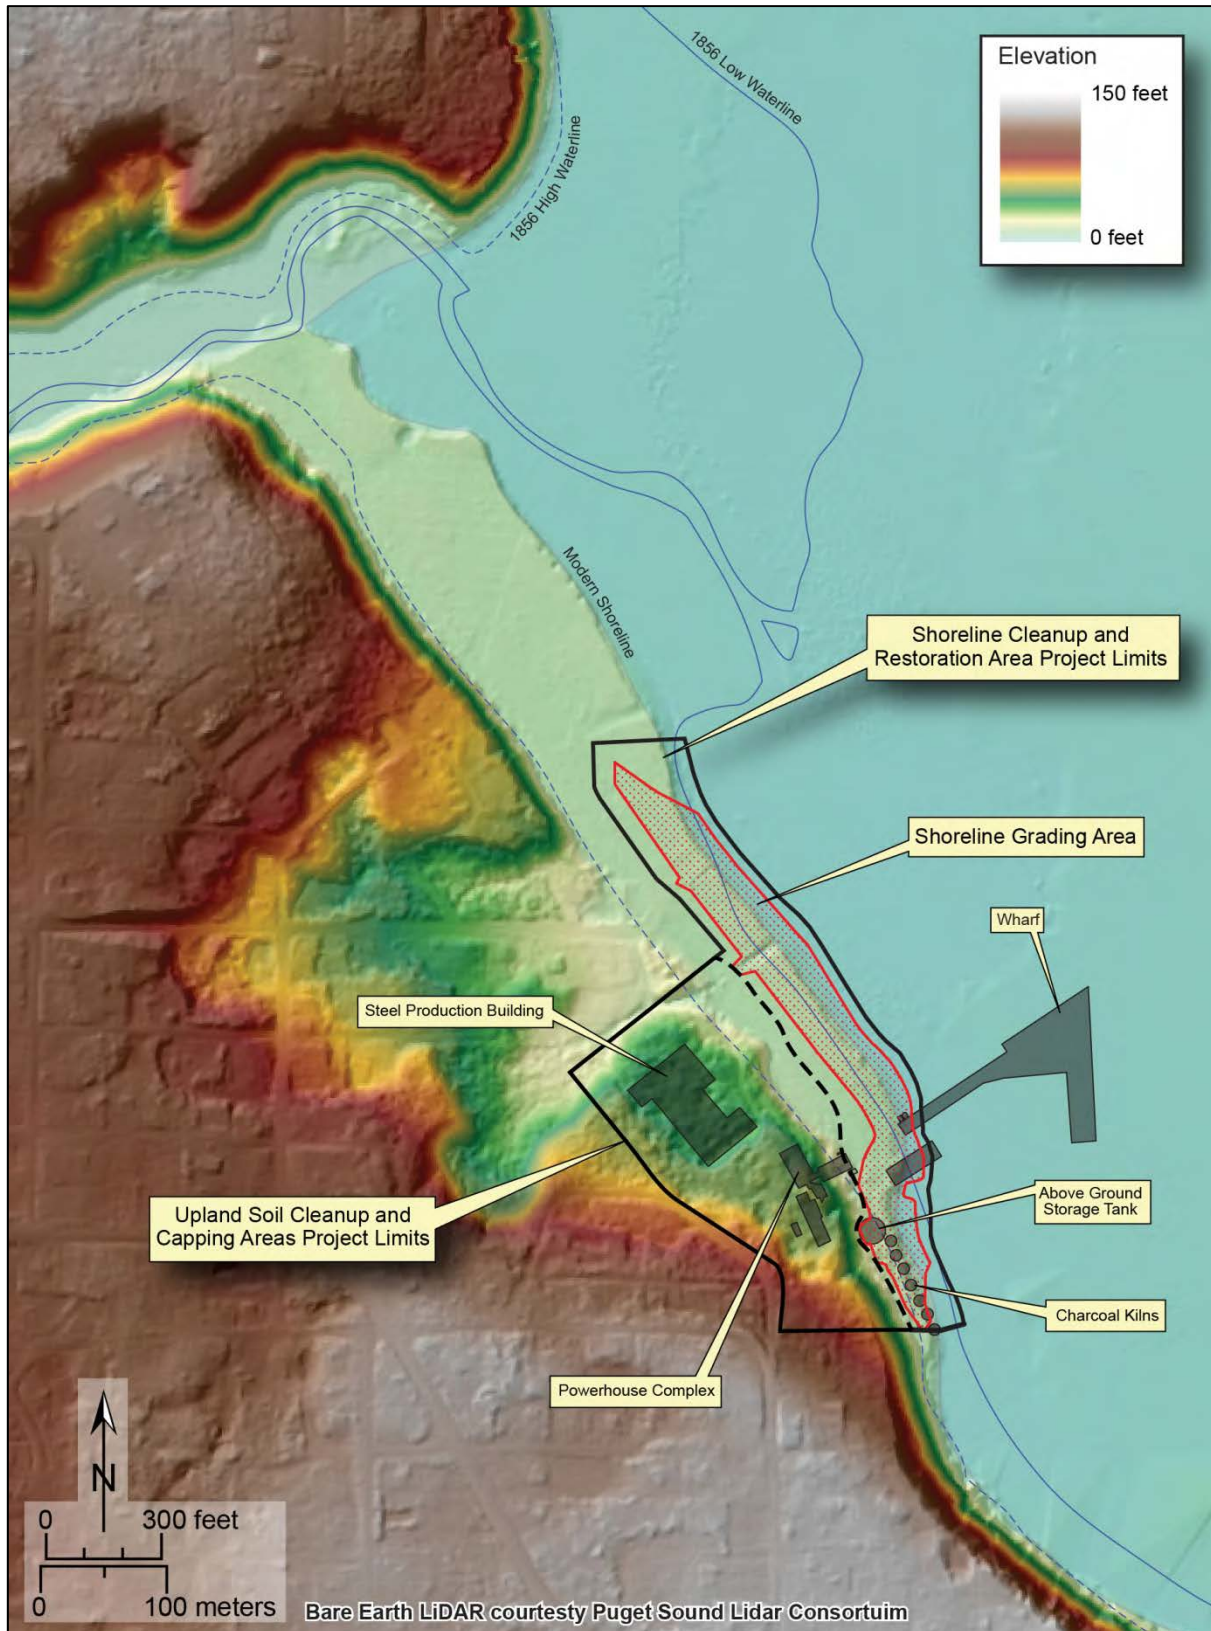 1856 Low Waterline
Elevation
150 feet
0 feet
1856 High Waterline
Modern Shoreline
Shoreline Cleanup and
Restoration Area Project Limits
Shoreline Grading Area
Wharf
Steel Production Building
Above Ground
Storage Tank
Upland Soil Cleanup and
Capping Areas Project Limits
Charcoal Kilns
Powerhouse Complex
N
0 300 feet
0 100 meters
Bare Earth LiDAR courtesty Puget Sound Lidar Consortuim